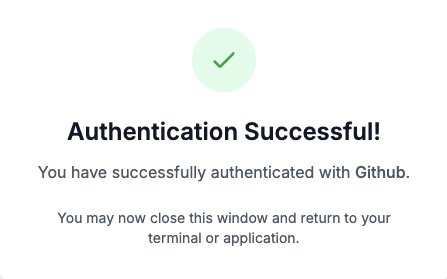 Authentication Successful!
You have successfully authenticated with Github.
You may now close this window and return to your
terminal or application.